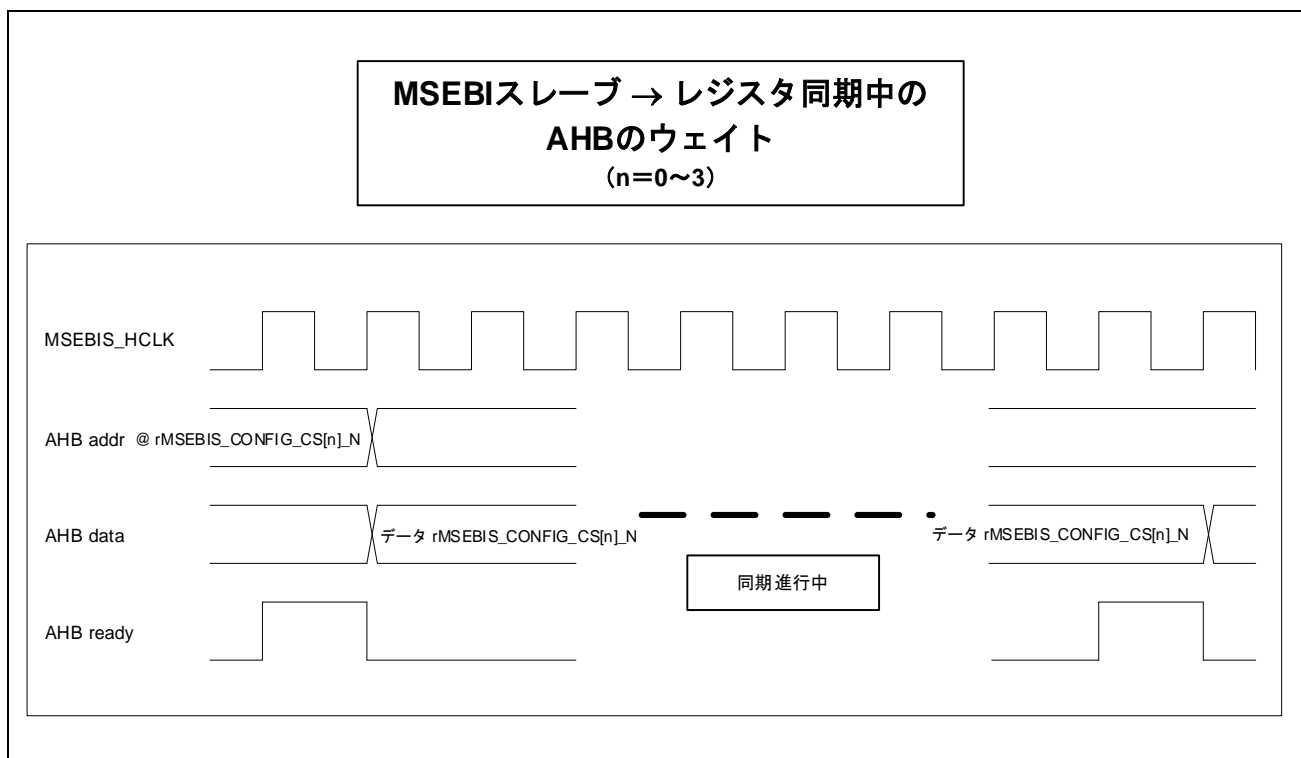 MSEBIスレーブ → レジスタ同期中の
AHBのウェイト
（n＝0～3）
MSEBIS_HCLK
AHB addr @ rMSEBIS_CONFIG_CS[n]_N
AHB data データ rMSEBIS_CONFIG_CS[n]_N データ rMSEBIS_CONFIG_CS[n]_N
同期進行中
AHB ready